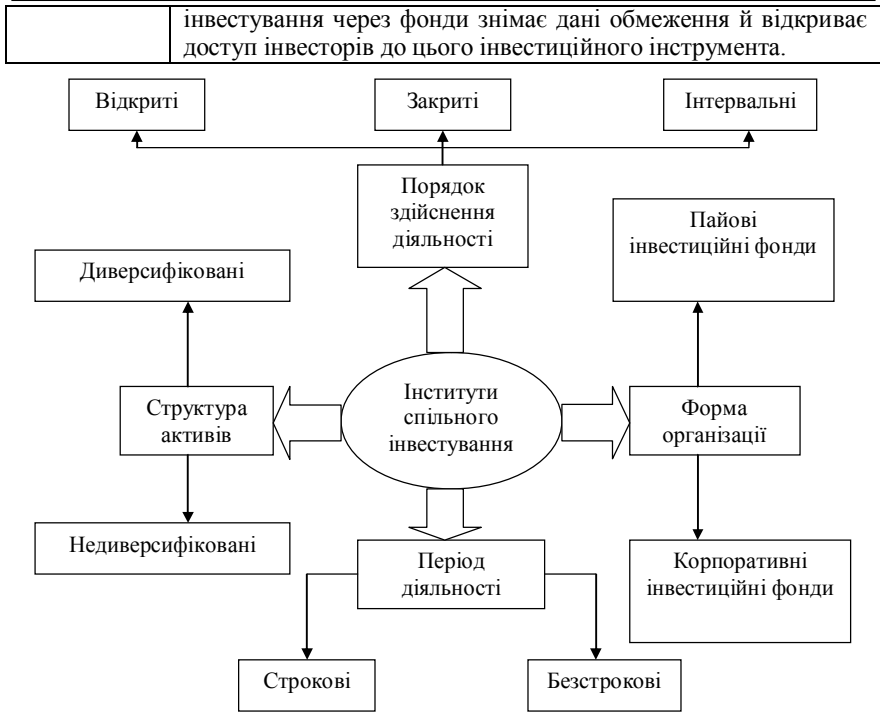 інвестування через фонди знімає дані обмеження й відкриває
доступ інвесторів до цього інвестиційного інструмента.
Відкриті
Закриті
Інтервальні
Порядок
здійснення
діяльності
Пайові
інвестиційні фонди
Диверсифіковані
Структура
активів
Інститути
спільного
інвестування
Форма
організації
Недиверсифіковані
Період
діяльності
Корпоративні
інвестиційні фонди
Строкові
Безстрокові